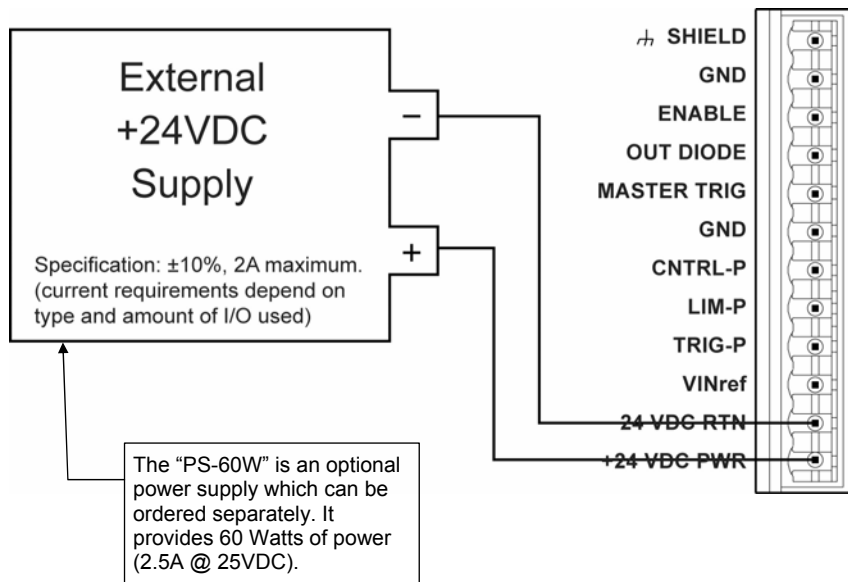 External
+24VDC
Supply
Specification: ±10%, 2A maximum.
(current requirements depend on
type and amount of I/O used)
−
+
The “PS-60W” is an optional
power supply which can be
ordered separately. It
provides 60 Watts of power
(2.5A @ 25VDC).
SHIELD
GND
ENABLE
OUT DIODE
MASTER TRIG
GND
CNTRL-P
LIM-P
TRIG-P
VINref
24 VDC RTN
+24 VDC PWR